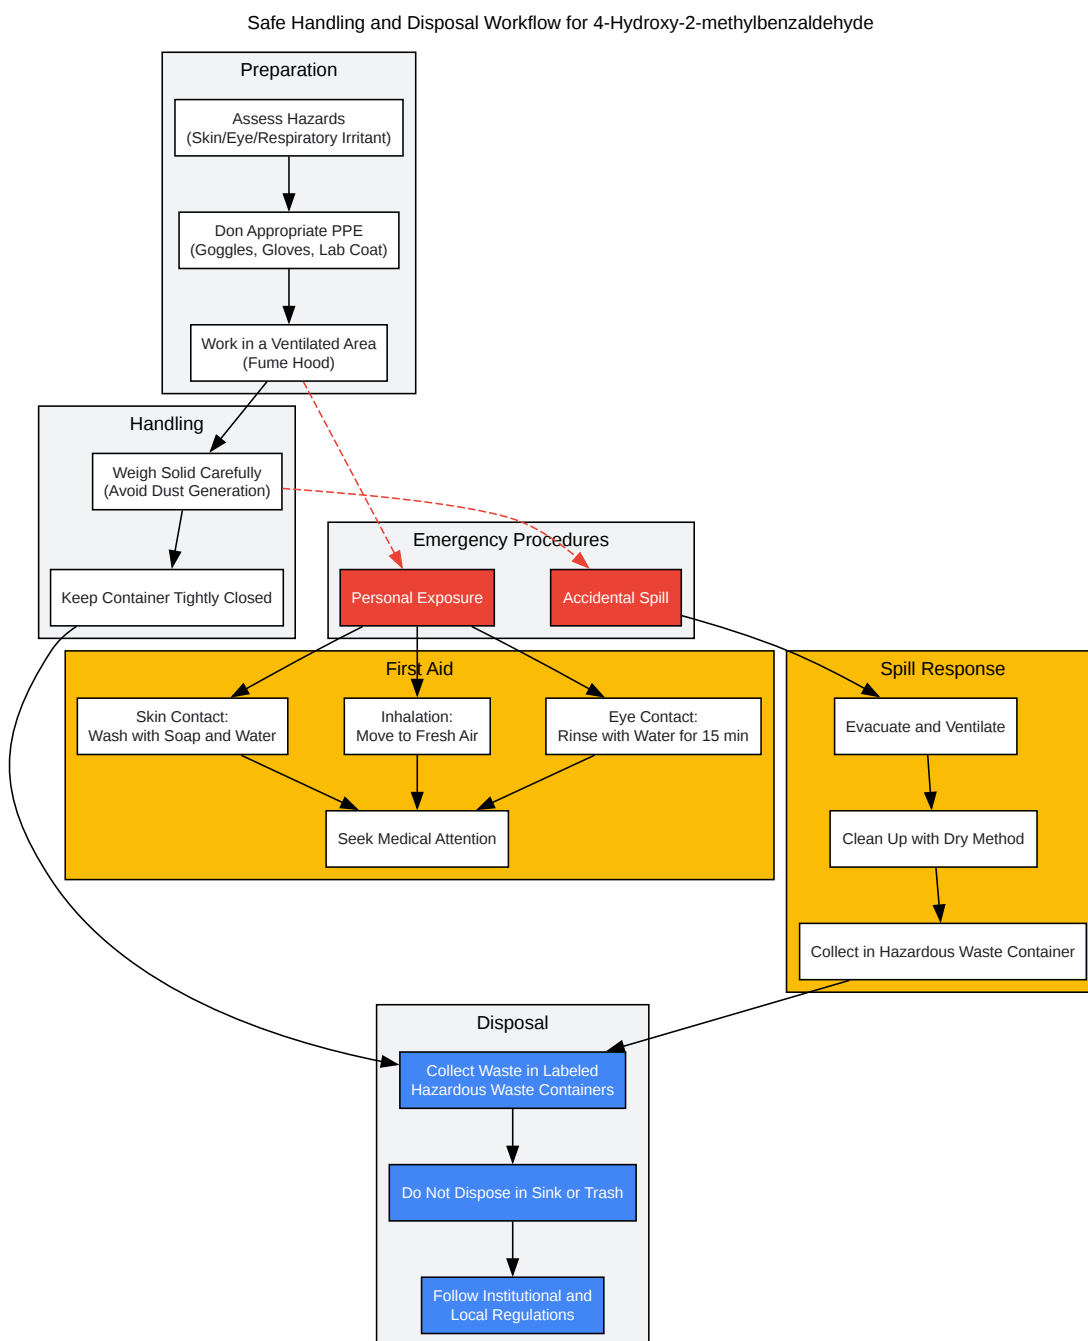 Safe Handling and Disposal Workflow for 4-Hydroxy-2-methylbenzaldehyde
Preparation
Assess Hazards
(Skin/Eye/Respiratory Irritant)
Don Appropriate PPE
(Goggles, Gloves, Lab Coat)
Work in a Ventilated Area
(Fume Hood)
Handling
Weigh Solid Carefully
(Avoid Dust Generation)
Keep Container Tightly Closed
Emergency Procedures
Personal Exposure
Accidental Spill
First Aid
Skin Contact:
Wash with Soap and Water
Inhalation:
Move to Fresh Air
Eye Contact:
Rinse with Water for 15 min
Seek Medical Attention
Spill Response
Evacuate and Ventilate
Clean Up with Dry Method
Collect in Hazardous Waste Container
Disposal
Collect Waste in Labeled
Hazardous Waste Containers
Do Not Dispose in Sink or Trash
Follow Institutional and
Local Regulations